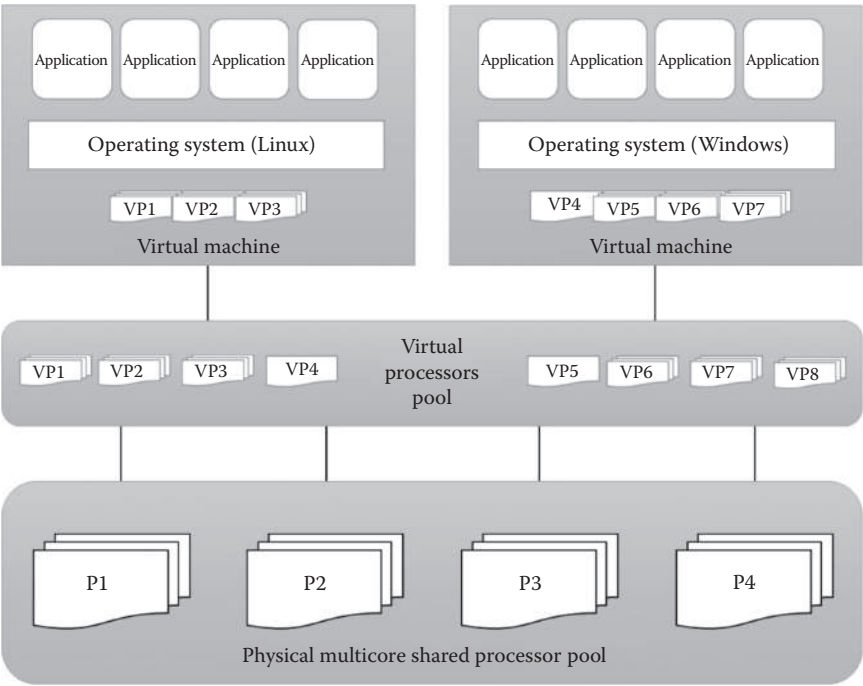 Application Application Application Application
Operating system (Linux)
VP1 VP2 VP3
Virtual machine
Application Application Application Application
Operating system (Windows)
VP4 VP5 VP6 VP7
Virtual machine
VP1 VP2 VP3 VP4
Virtual
processors
pool
VP5 VP6 VP7 VP8
P1 P2 P3 P4
Physical multicore shared processor pool